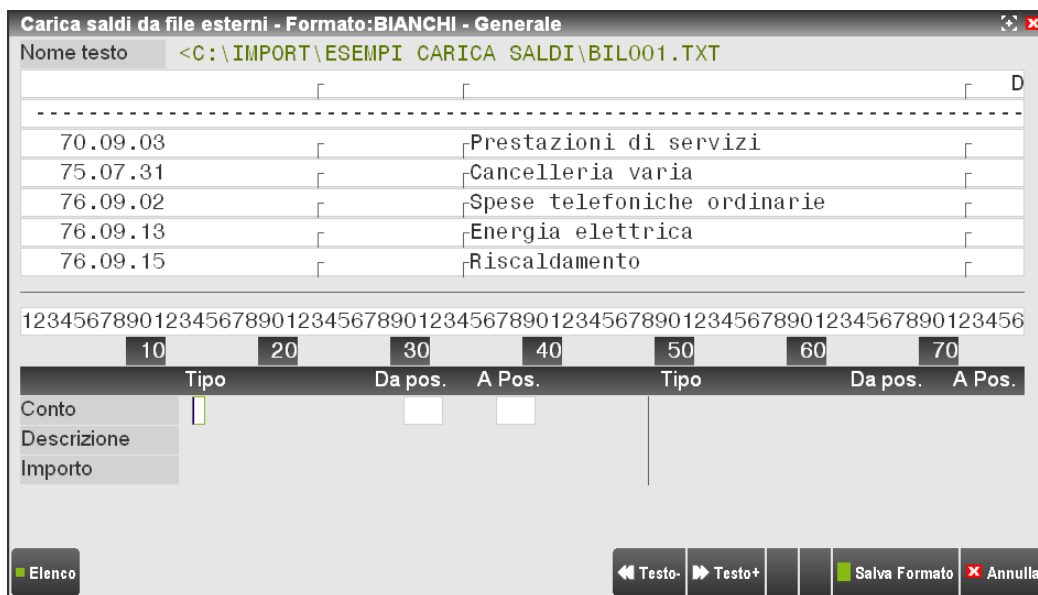 Carica saldi da file esterni - Formato:BIANCHI - Generale
Nome testo <C:\IMPORT\ESEMPI CARICA SALDI\BIL001.TXT
D
--------------------------------------------------------------------------
70.09.03 Prestazioni di servizi
75.07.31 Cancelleria varia
76.09.02 Spese telefoniche ordinarie
76.09.13 Energia elettrica
76.09.15 Riscaldamento
1234567890123456789012345678901234567890123456789012345678901234567890123456
10 20 30 40 50 60 70
Tipo Da pos. A Pos. Tipo Da pos. A Pos.
Conto
Descrizione
Importo
Elenco Testo- Testo+ Salva Formato Annulla